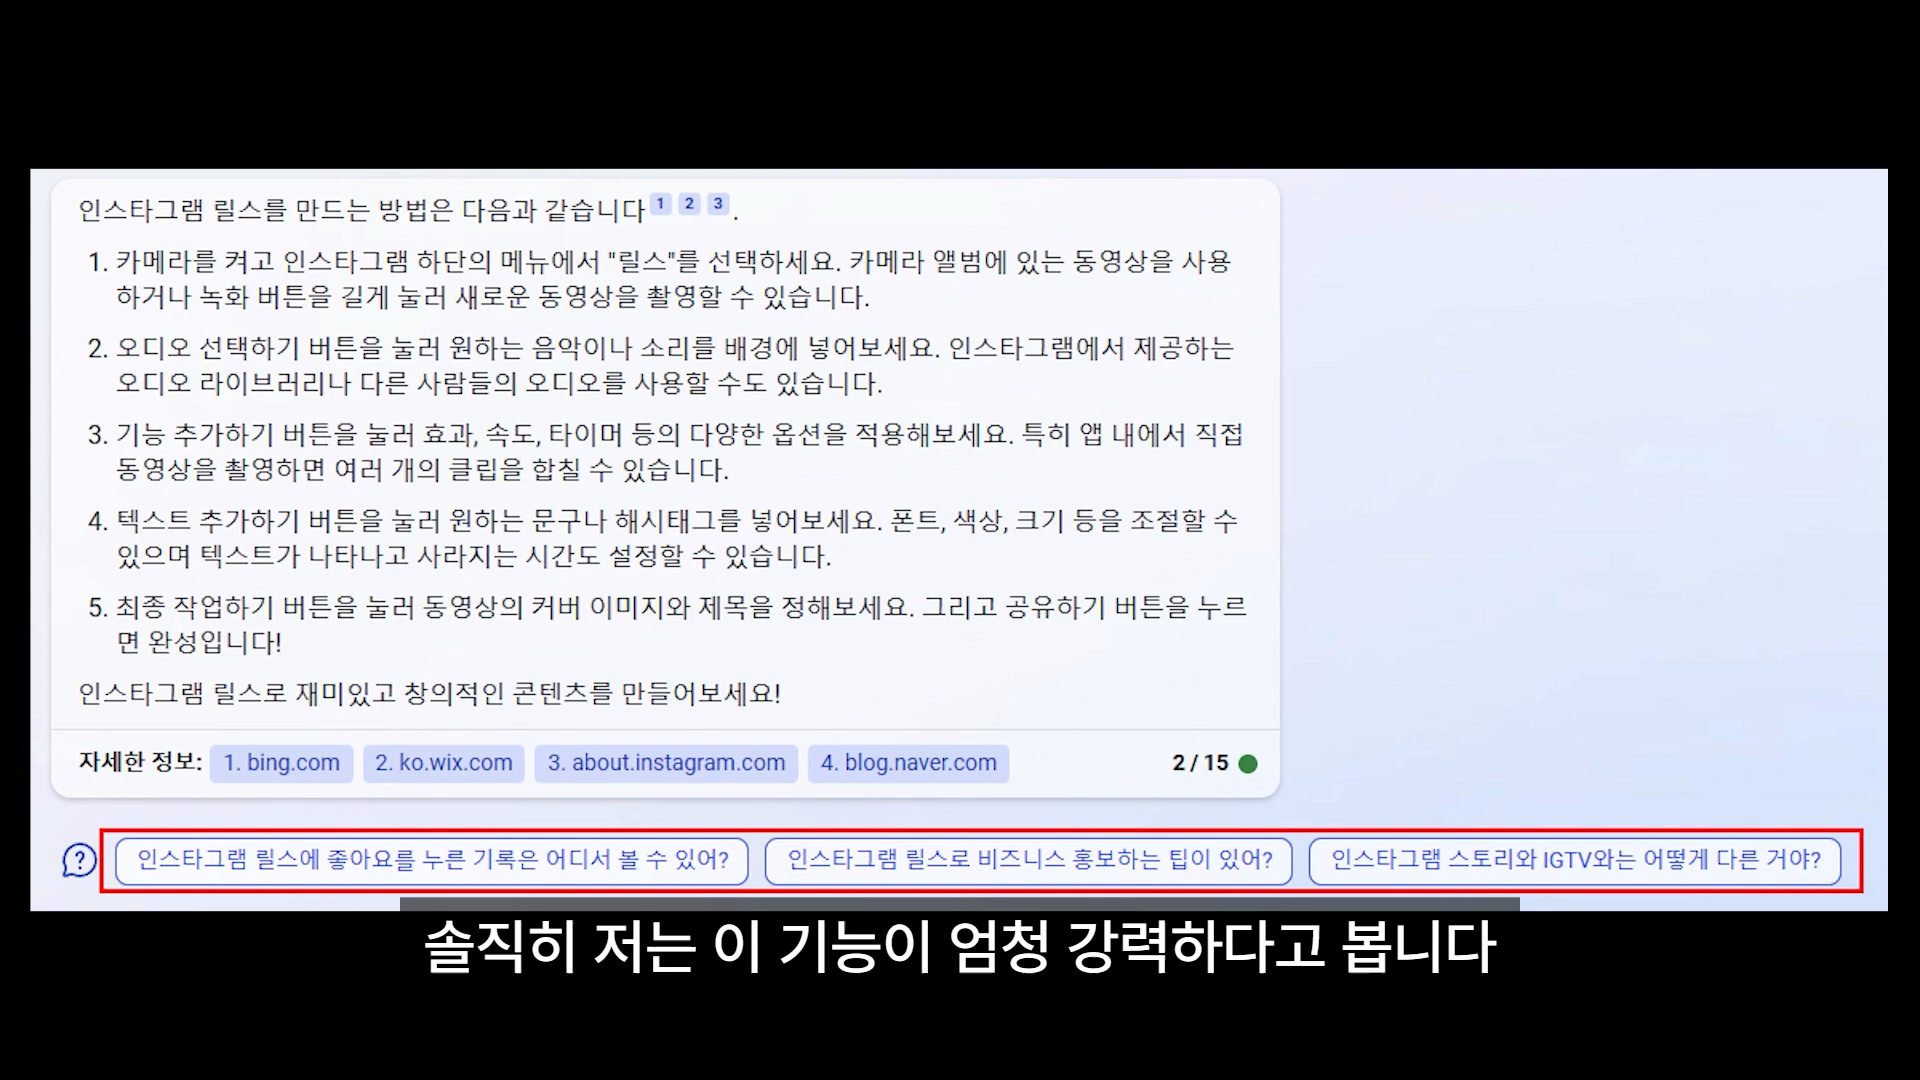 인스타그램 릴스를 만드는 방법은 다음과 같습니다 1 2 3 .
1. 카메라를 켜고 인스타그램 하단의 메뉴에서 "릴스"를 선택하세요. 카메라 앨범에 있는 동영상을 사용
하거나 녹화 버튼을 길게 눌러 새로운 동영상을 촬영할 수 있습니다.
2. 오디오 선택하기 버튼을 눌러 원하는 음악이나 소리를 배경에 넣어보세요. 인스타그램에서 제공하는
오디오 라이브러리나 다른 사람들의 오디오를 사용할 수도 있습니다.
3. 기능 추가하기 버튼을 눌러 효과, 속도, 타이머 등의 다양한 옵션을 적용해보세요. 특히 앱 내에서 직접
동영상을 촬영하면 여러 개의 클립을 합칠 수 있습니다.
4. 텍스트 추가하기 버튼을 눌러 원하는 문구나 해시태그를 넣어보세요. 폰트, 색상, 크기 등을 조절할 수
있으며 텍스트가 나타나고 사라지는 시간도 설정할 수 있습니다.
5. 최종 작업하기 버튼을 눌러 동영상의 커버 이미지와 제목을 정해보세요. 그리고 공유하기 버튼을 누르
면 완성입니다!
인스타그램 릴스로 재미있고 창의적인 콘텐츠를 만들어보세요!
자세한 정보: 1. bing.com 2. ko.wix.com 3. about.instagram.com 4. blog.naver.com 2 / 15
인스타그램 릴스에 좋아요를 누른 기록은 어디서 볼 수 있어? 인스타그램 릴스로 비즈니스 홍보하는 팁이 있어? 인스타그램 스토리와 IGTV와는 어떻게 다른 거야?
솔직히 저는 이 기능이 엄청 강력하다고 봅니다